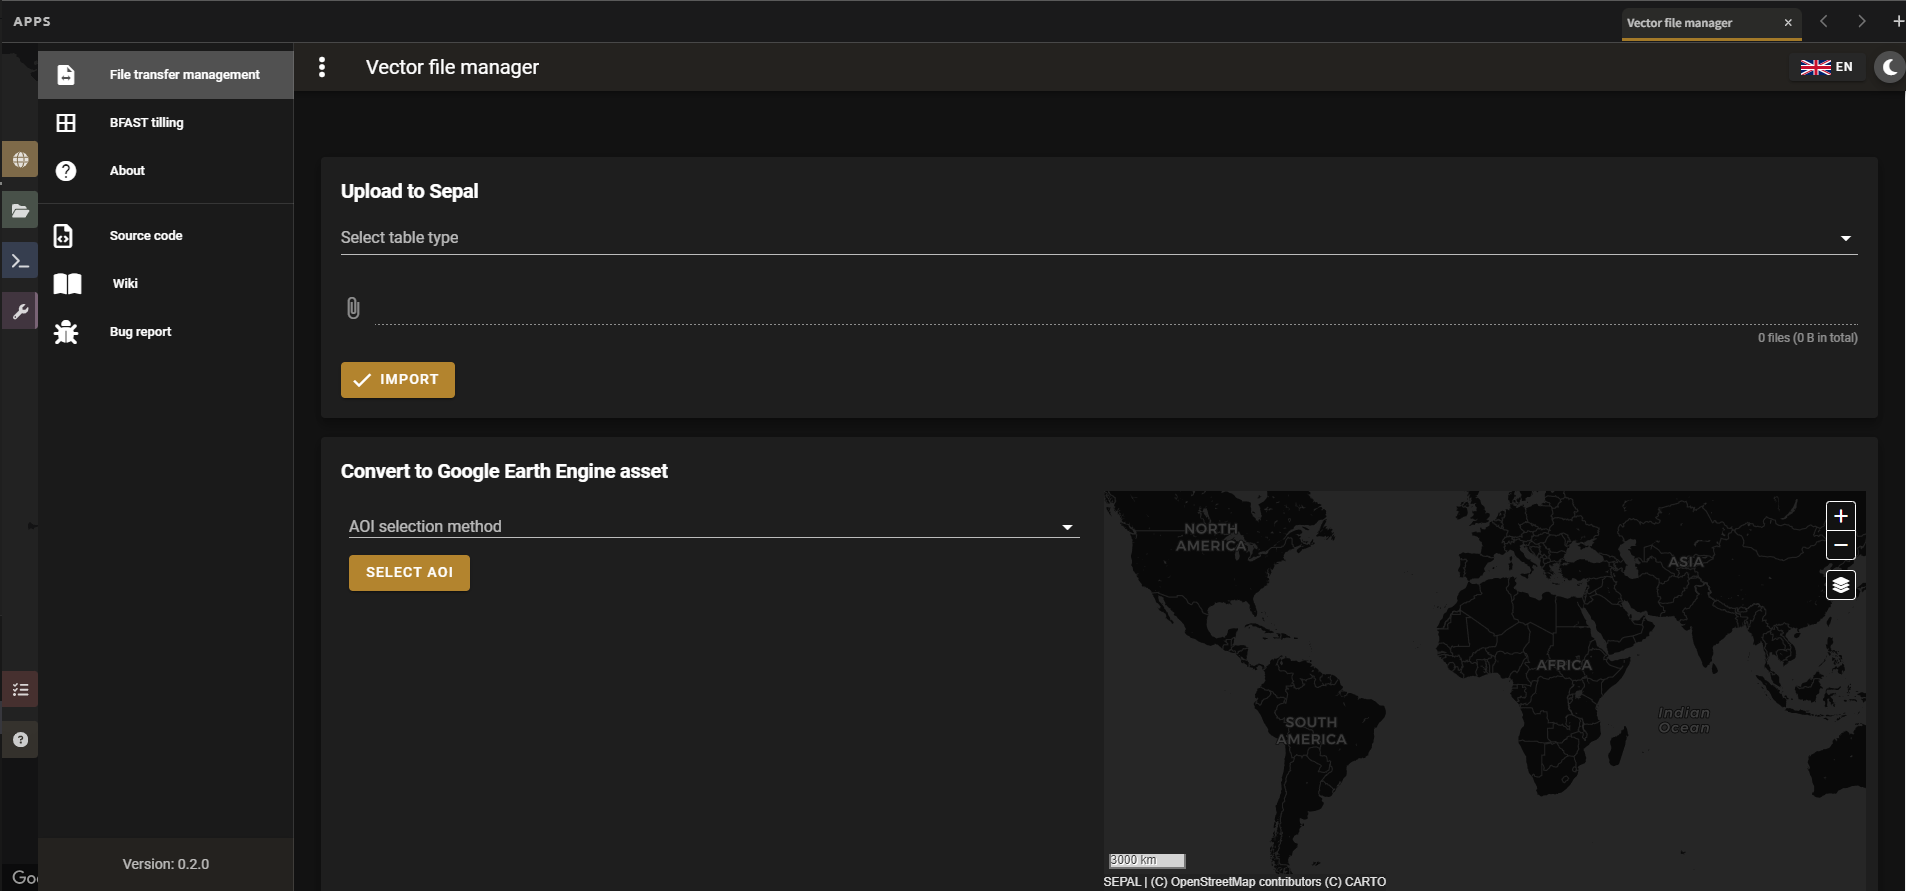 APPS
Vector file manager
File transfer management
BFAST tilling
About
Source code
Wiki
Bug report
Version: 0.2.0
Vector file manager
EN
Upload to Sepal
Select table type
0 files (0 B in total)
IMPORT
Convert to Google Earth Engine asset
AOI selection method
SELECT AOI
NORTH
AMERICA
ASIA
AFRICA
SOUTH
AMERICA
Indian
Ocean
3000 km
SEPAL | (C) OpenStreetMap contributors (C) CARTO
Goo